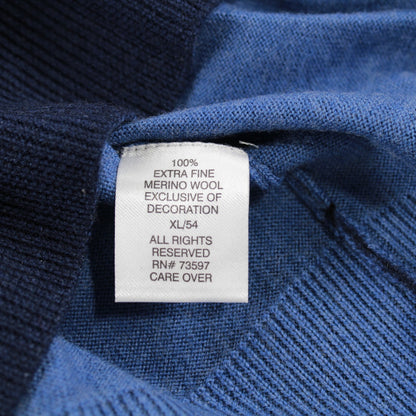 100%
EXTRA FINE
MERINO WOOL
EXCLUSIVE OF
DECORATION
XL/54
ALL RIGHTS
RESERVED
RN# 73597
CARE OVER